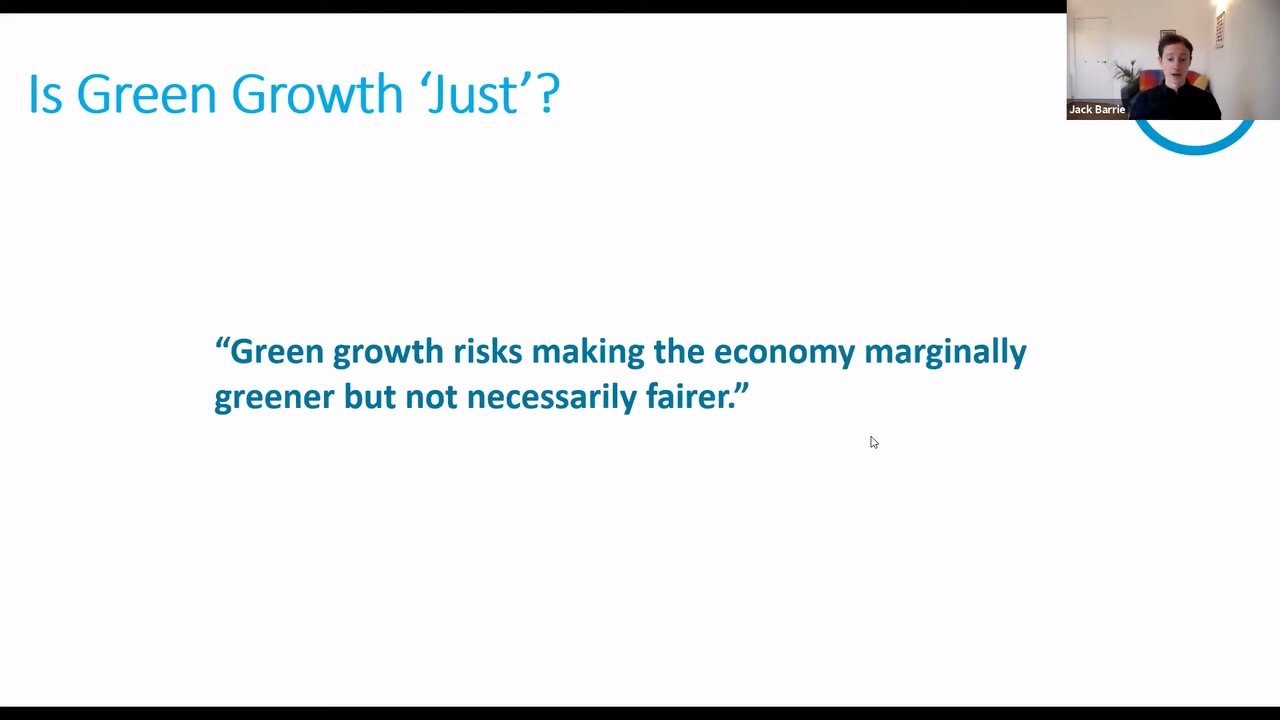 Is Green Growth ‘Just’?
Jack Barrie
“Green growth risks making the economy marginally
greener but not necessarily fairer.”